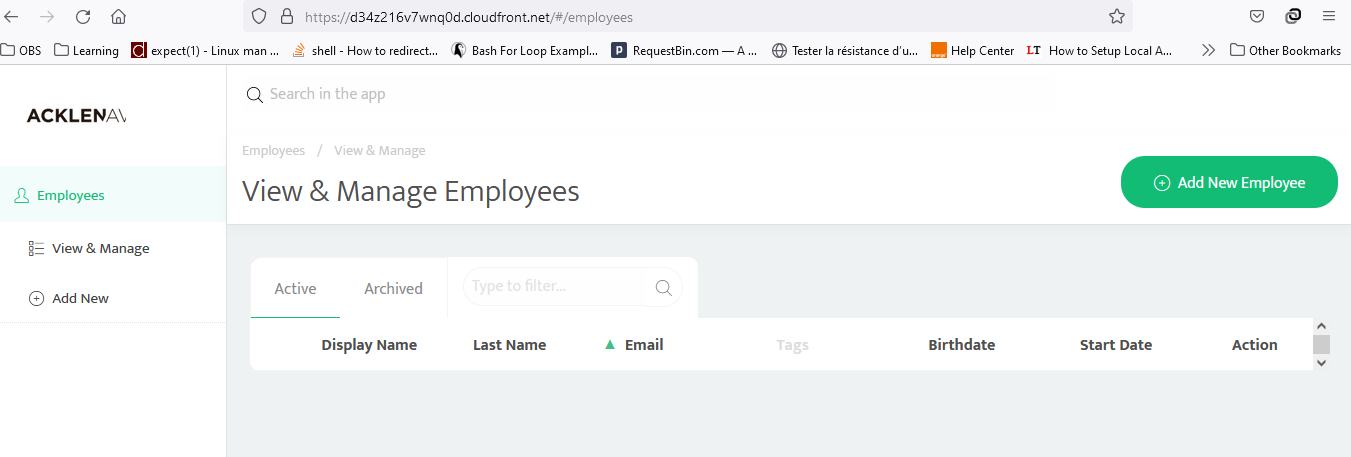 https://d34z216v7wnq0d.cloudfront.net/#/employees
OBS Learning expect(1) - Linux man ... shell - How to redirect... Bash For Loop Exampl... RequestBin.com — A ... Tester la résistance d'u... Help Center LT How to Setup Local A... Other Bookmarks
Search in the app
ACKLENAV
Employees / View & Manage
View & Manage Employees
Add New Employee
Employees
View & Manage
Add New
Active Archived Type to filter...
Display Name Last Name ▲ Email Tags Birthdate Start Date Action